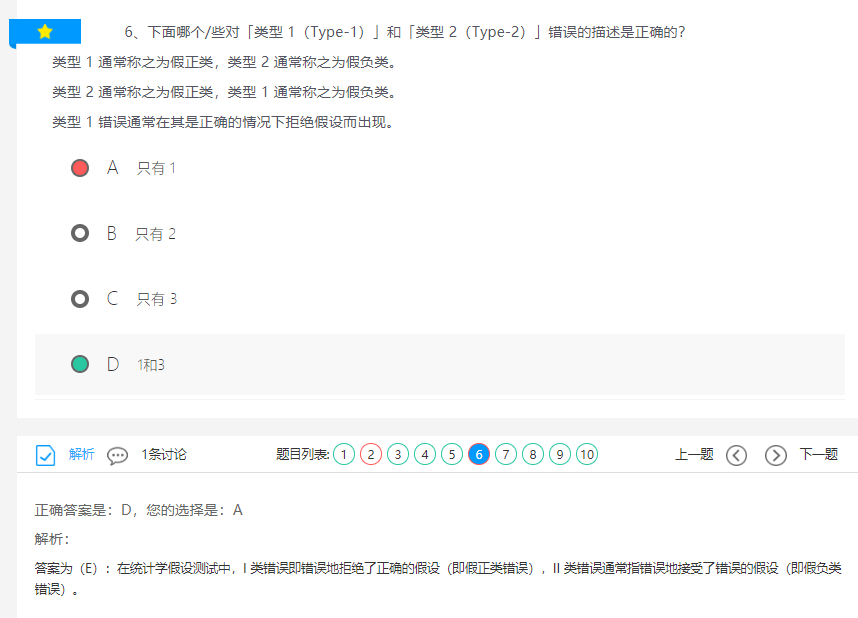 6、下面哪个/些对「类型 1（Type-1）」和「类型 2（Type-2）」错误的描述是正确的?
类型 1 通常称之为假正类，类型 2 通常称之为假负类。
类型 2 通常称之为假正类，类型 1 通常称之为假负类。
类型 1 错误通常在其是正确的情况下拒绝假设而出现。
A 只有 1
B 只有 2
C 只有 3
D 1和3
解析 1条讨论 题目列表: 1 2 3 4 5 6 7 8 9 10 上一题 下一题
正确答案是：D，您的选择是：A
解析：
答案为（E）：在统计学假设测试中，I 类错误即错误地拒绝了正确的假设（即假正类错误），II 类错误通常指错误地接受了错误的假设（即假负类
错误）。